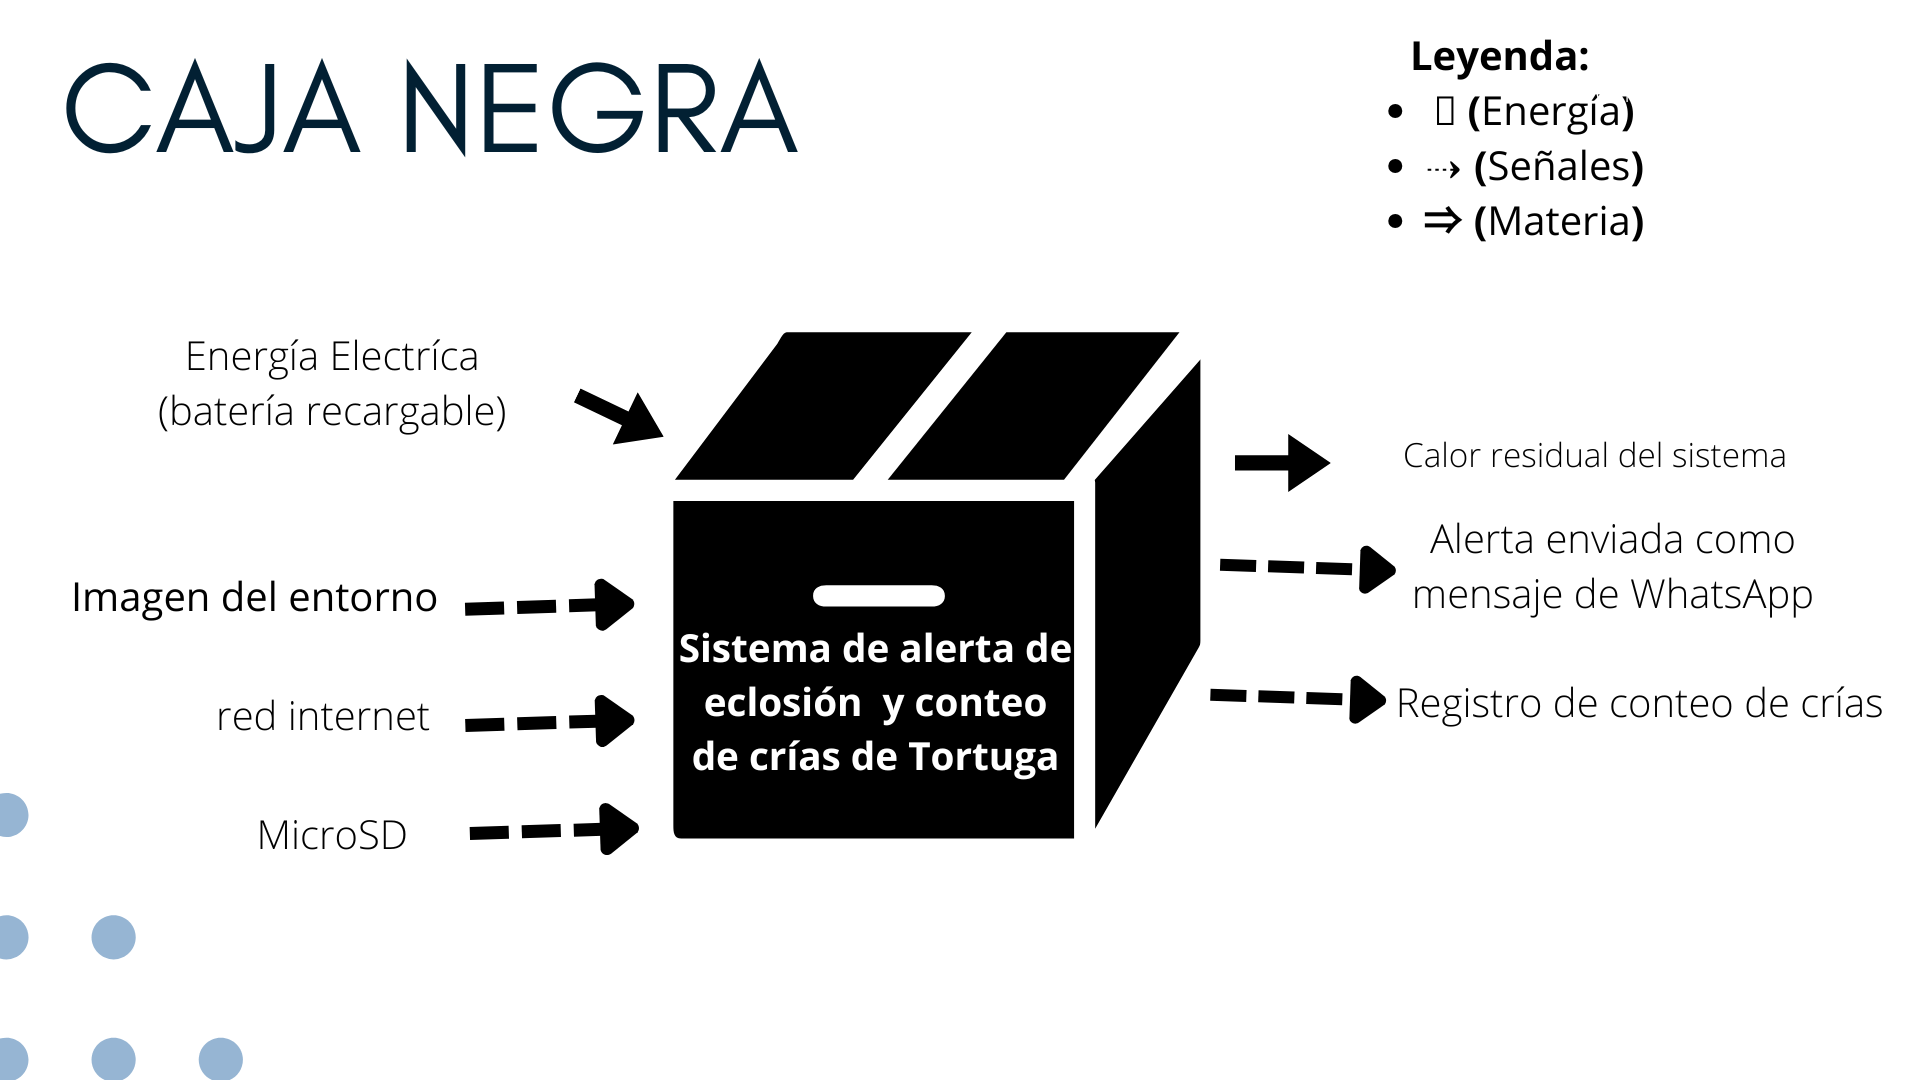 CAJA NEGRA
Leyenda:
• (Energía)
• ⇢ (Señales)
• ⇒ (Materia)
Energía Electríca
(batería recargable)
Calor residual del sistema
Alerta enviada como
mensaje de WhatsApp
Imagen del entorno
Sistema de alerta de
eclosión y conteo
de crías de Tortuga
red internet
Registro de conteo de crías
MicroSD